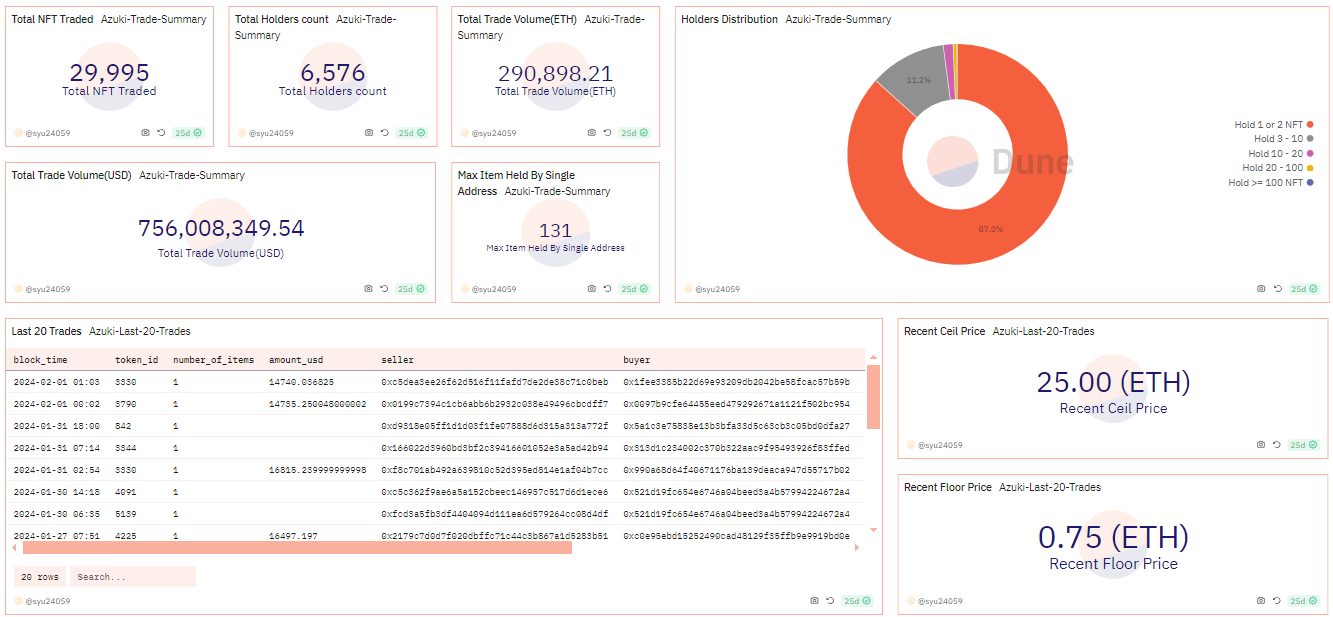 Total NFT Traded Azuki-Trade-Summary
29,995
Total NFT Traded
@syu24059
25d
Total Holders count Azuki-Trade-
Summary
6,576
Total Holders count
@syu24059
25d
Total Trade Volume(ETH) Azuki-Trade-
Summary
290,898.21
Total Trade Volume(ETH)
@syu24059
25d
Holders Distribution Azuki-Trade-Summary
11.2%
87.0%
Dune
Hold 1 or 2 NFT
Hold 3 - 10
Hold 10 - 20
Hold 20 - 100
Hold >= 100 NFT
@syu24059
25d
Total Trade Volume(USD) Azuki-Trade-Summary
756,008,349.54
Total Trade Volume(USD)
@syu24059
25d
Max Item Held By Single
Address Azuki-Trade-Summary
131
Max Item Held By Single Address
@syu24059
25d
Last 20 Trades Azuki-Last-20-Trades
block_time token_id number_of_items amount_usd seller buyer
2024-02-01 01:03 3330 1 14740.036825 0xc5dea3ee26f62d516f11fafd7de2de38c71c0beb 0x1fee3385b22d69e93209db2042be58fcac57b59b
2024-02-01 00:02 3790 1 14735.250048000002 0x0199c7394c1cb6abb6b2932c038e49496cbcdff7 0x0097b9cfe64455eed479292671a1121f502bc954
2024-01-31 18:00 842 1 0xd9318e05ff1d1d03f1fe07888d6d315a313a772f 0x5a1c3e75838e13b3bfa33d5c63cb3c05bd0dfa27
2024-01-31 07:14 3344 1 0x166022d3960bd3bf2c39416601052e3a5ad42b94 0x313d1c234002c370b322aac9f95493926f83ffed
2024-01-31 02:54 3330 1 16815.239999999998 0xf8c701ab492a639810c52d395ed814e1af04b7cc 0x990a68d64f40671176ba139deaca947d55717b02
2024-01-30 14:18 4091 1 0xc5c362f9ae6a5a152cbeec146957c517d6d1ece6 0x521d19fc654e6746a04beed3a4b57994224672a4
2024-01-30 06:35 5139 1 0xfcd3a5fb3df4404094d111ea6d579264cc08d4df 0x521d19fc654e6746a04beed3a4b57994224672a4
2024-01-27 07:51 4225 1 16497.197 0x2179c7d0d7f020dbffc71c44c3b867a1d5283b51 0xc0e95ebd15252490cad48129f35ffb9e9919bd0e
20 rows Search...
@syu24059
25d
Recent Ceil Price Azuki-Last-20-Trades
25.00 (ETH)
Recent Ceil Price
@syu24059
25d
Recent Floor Price Azuki-Last-20-Trades
0.75 (ETH)
Recent Floor Price
@syu24059
25d